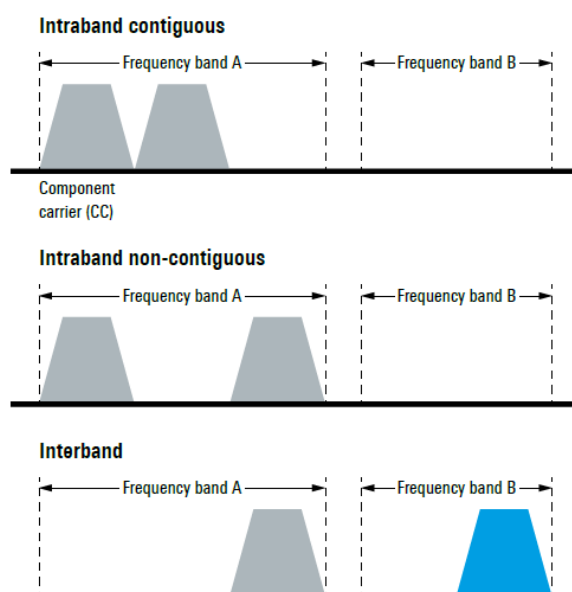 Intraband contiguous
Frequency band A
Frequency band B
Component
carrier (CC)
Intraband non-contiguous
Frequency band A
Frequency band B
Interband
Frequency band A
Frequency band B